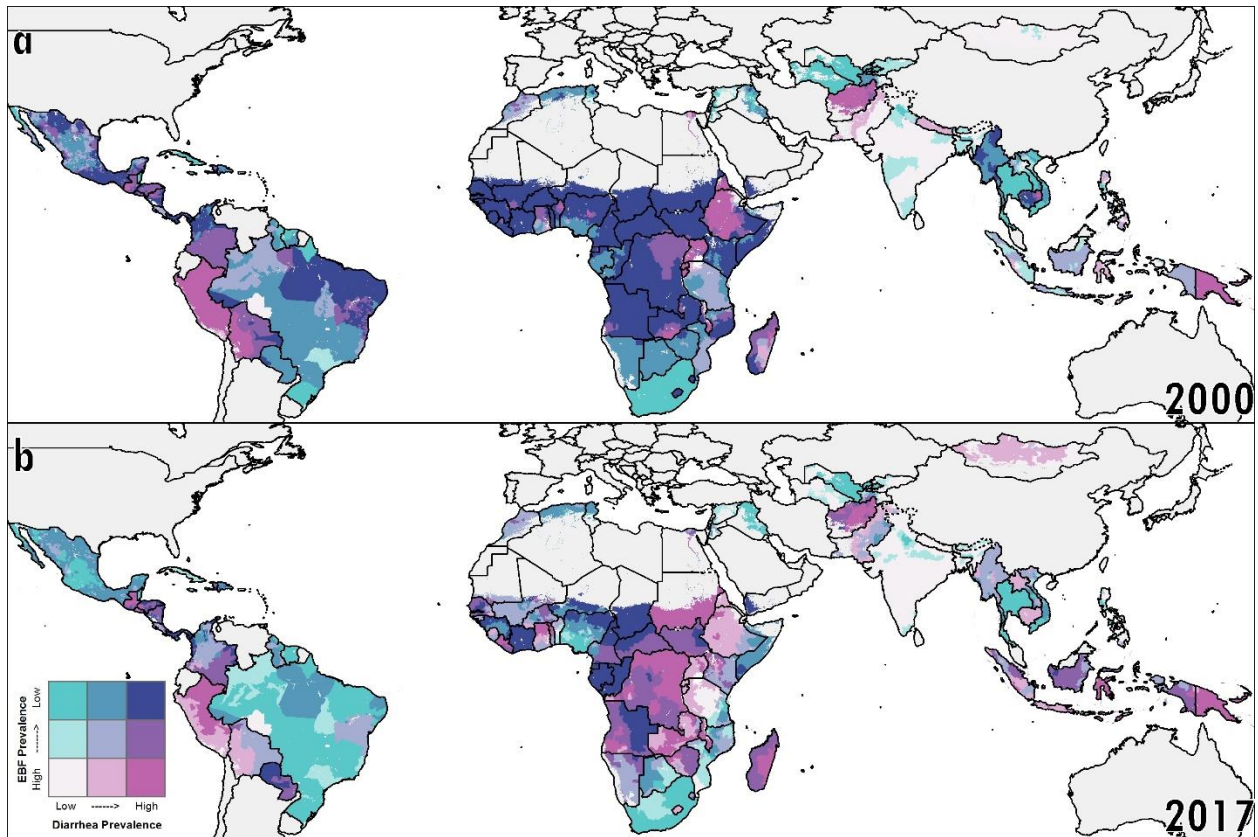 a
2000
b
EBF Prevalence
High ------> Low
Low ------> High
Diarrhea Prevalence
2017